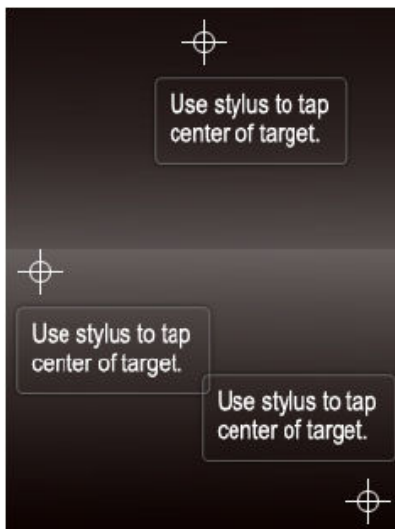 Use stylus to tap
center of target.
Use stylus to tap
center of target.
Use stylus to tap
center of target.